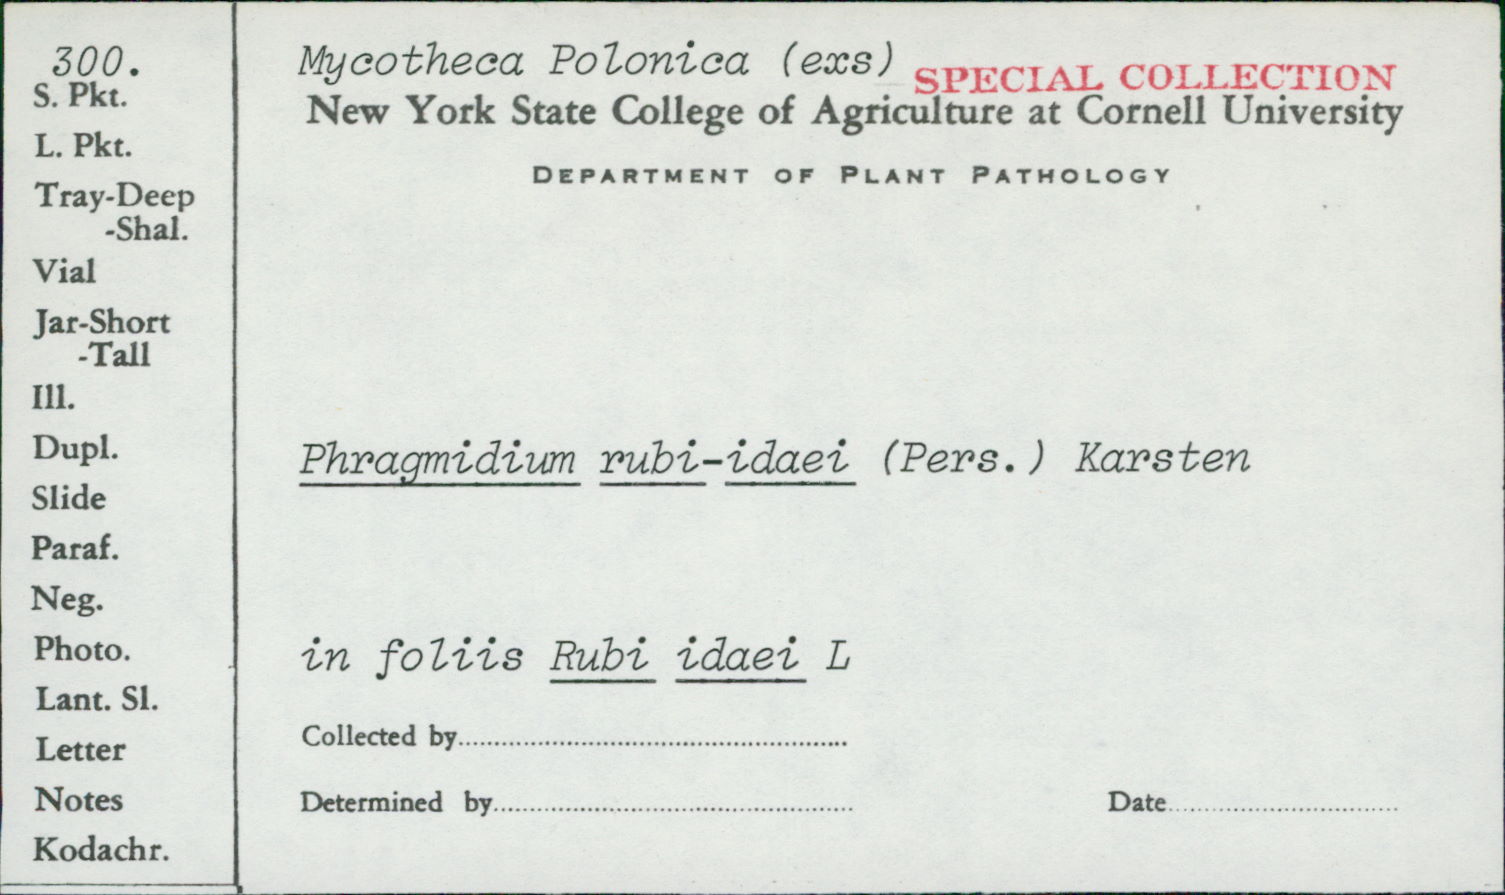 300.
S. Pkt.
L. Pkt.
Tray-Deep
-Shal.
Vial
Jar-Short
-Tall
Ill.
Dupl.
Slide
Paraf.
Neg.
Photo.
Lant. Sl.
Letter
Notes
Kodachr.
Mycotheca Polonica (exs)
SPECIAL COLLECTION
New York State College of Agriculture at Cornell University
DEPARTMENT OF PLANT PATHOLOGY
Phragmidium rubi-idaei (Pers.) Karsten
in foliis Rubi idaei L
Collected by
Determined by
Date